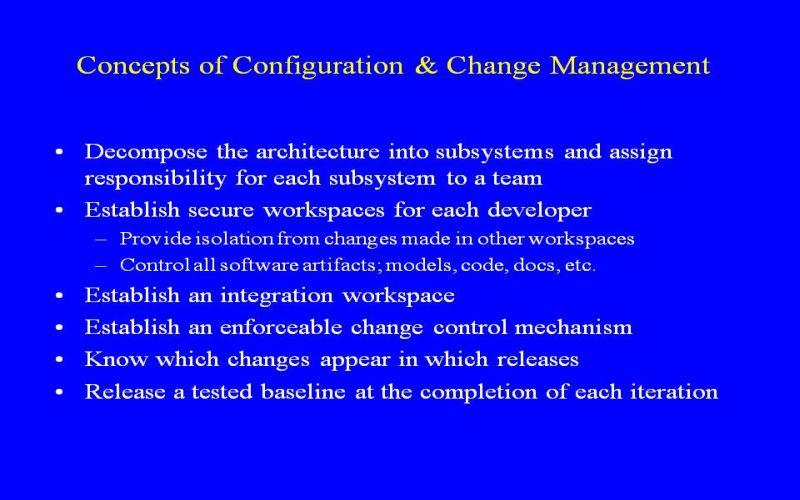 Concepts of Configuration & Change Management
• Decompose the architecture into subsystems and assign
responsibility for each subsystem to a team
• Establish secure workspaces for each developer
– Provide isolation from changes made in other workspaces
– Control all software artifacts; models, code, docs, etc.
• Establish an integration workspace
• Establish an enforceable change control mechanism
• Know which changes appear in which releases
• Release a tested baseline at the completion of each iteration